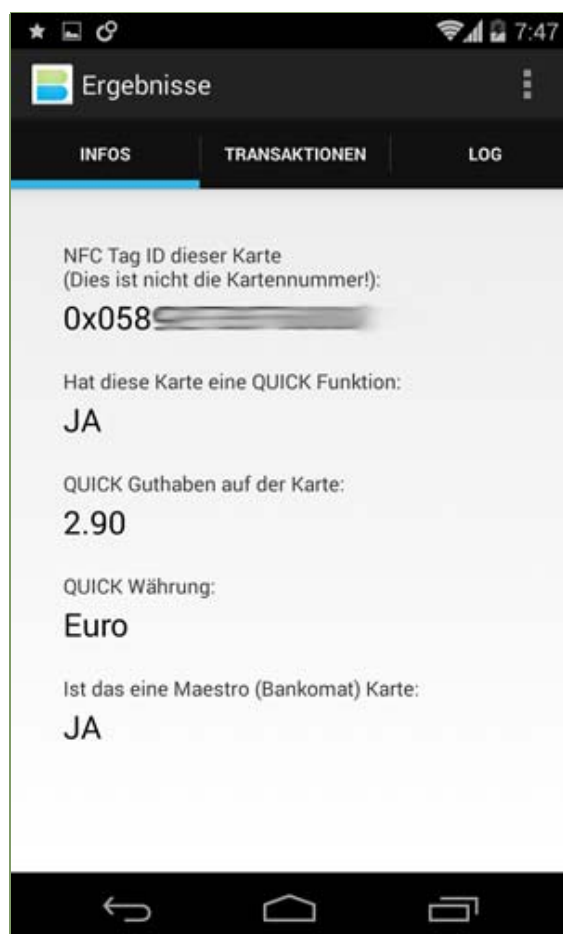 7:47
Ergebnisse
INFOS TRANSAKTIONEN LOG
NFC Tag ID dieser Karte
(Dies ist nicht die Kartennummer!):
0x058
Hat diese Karte eine QUICK Funktion:
JA
QUICK Guthaben auf der Karte:
2.90
QUICK Währung:
Euro
Ist das eine Maestro (Bankomat) Karte:
JA